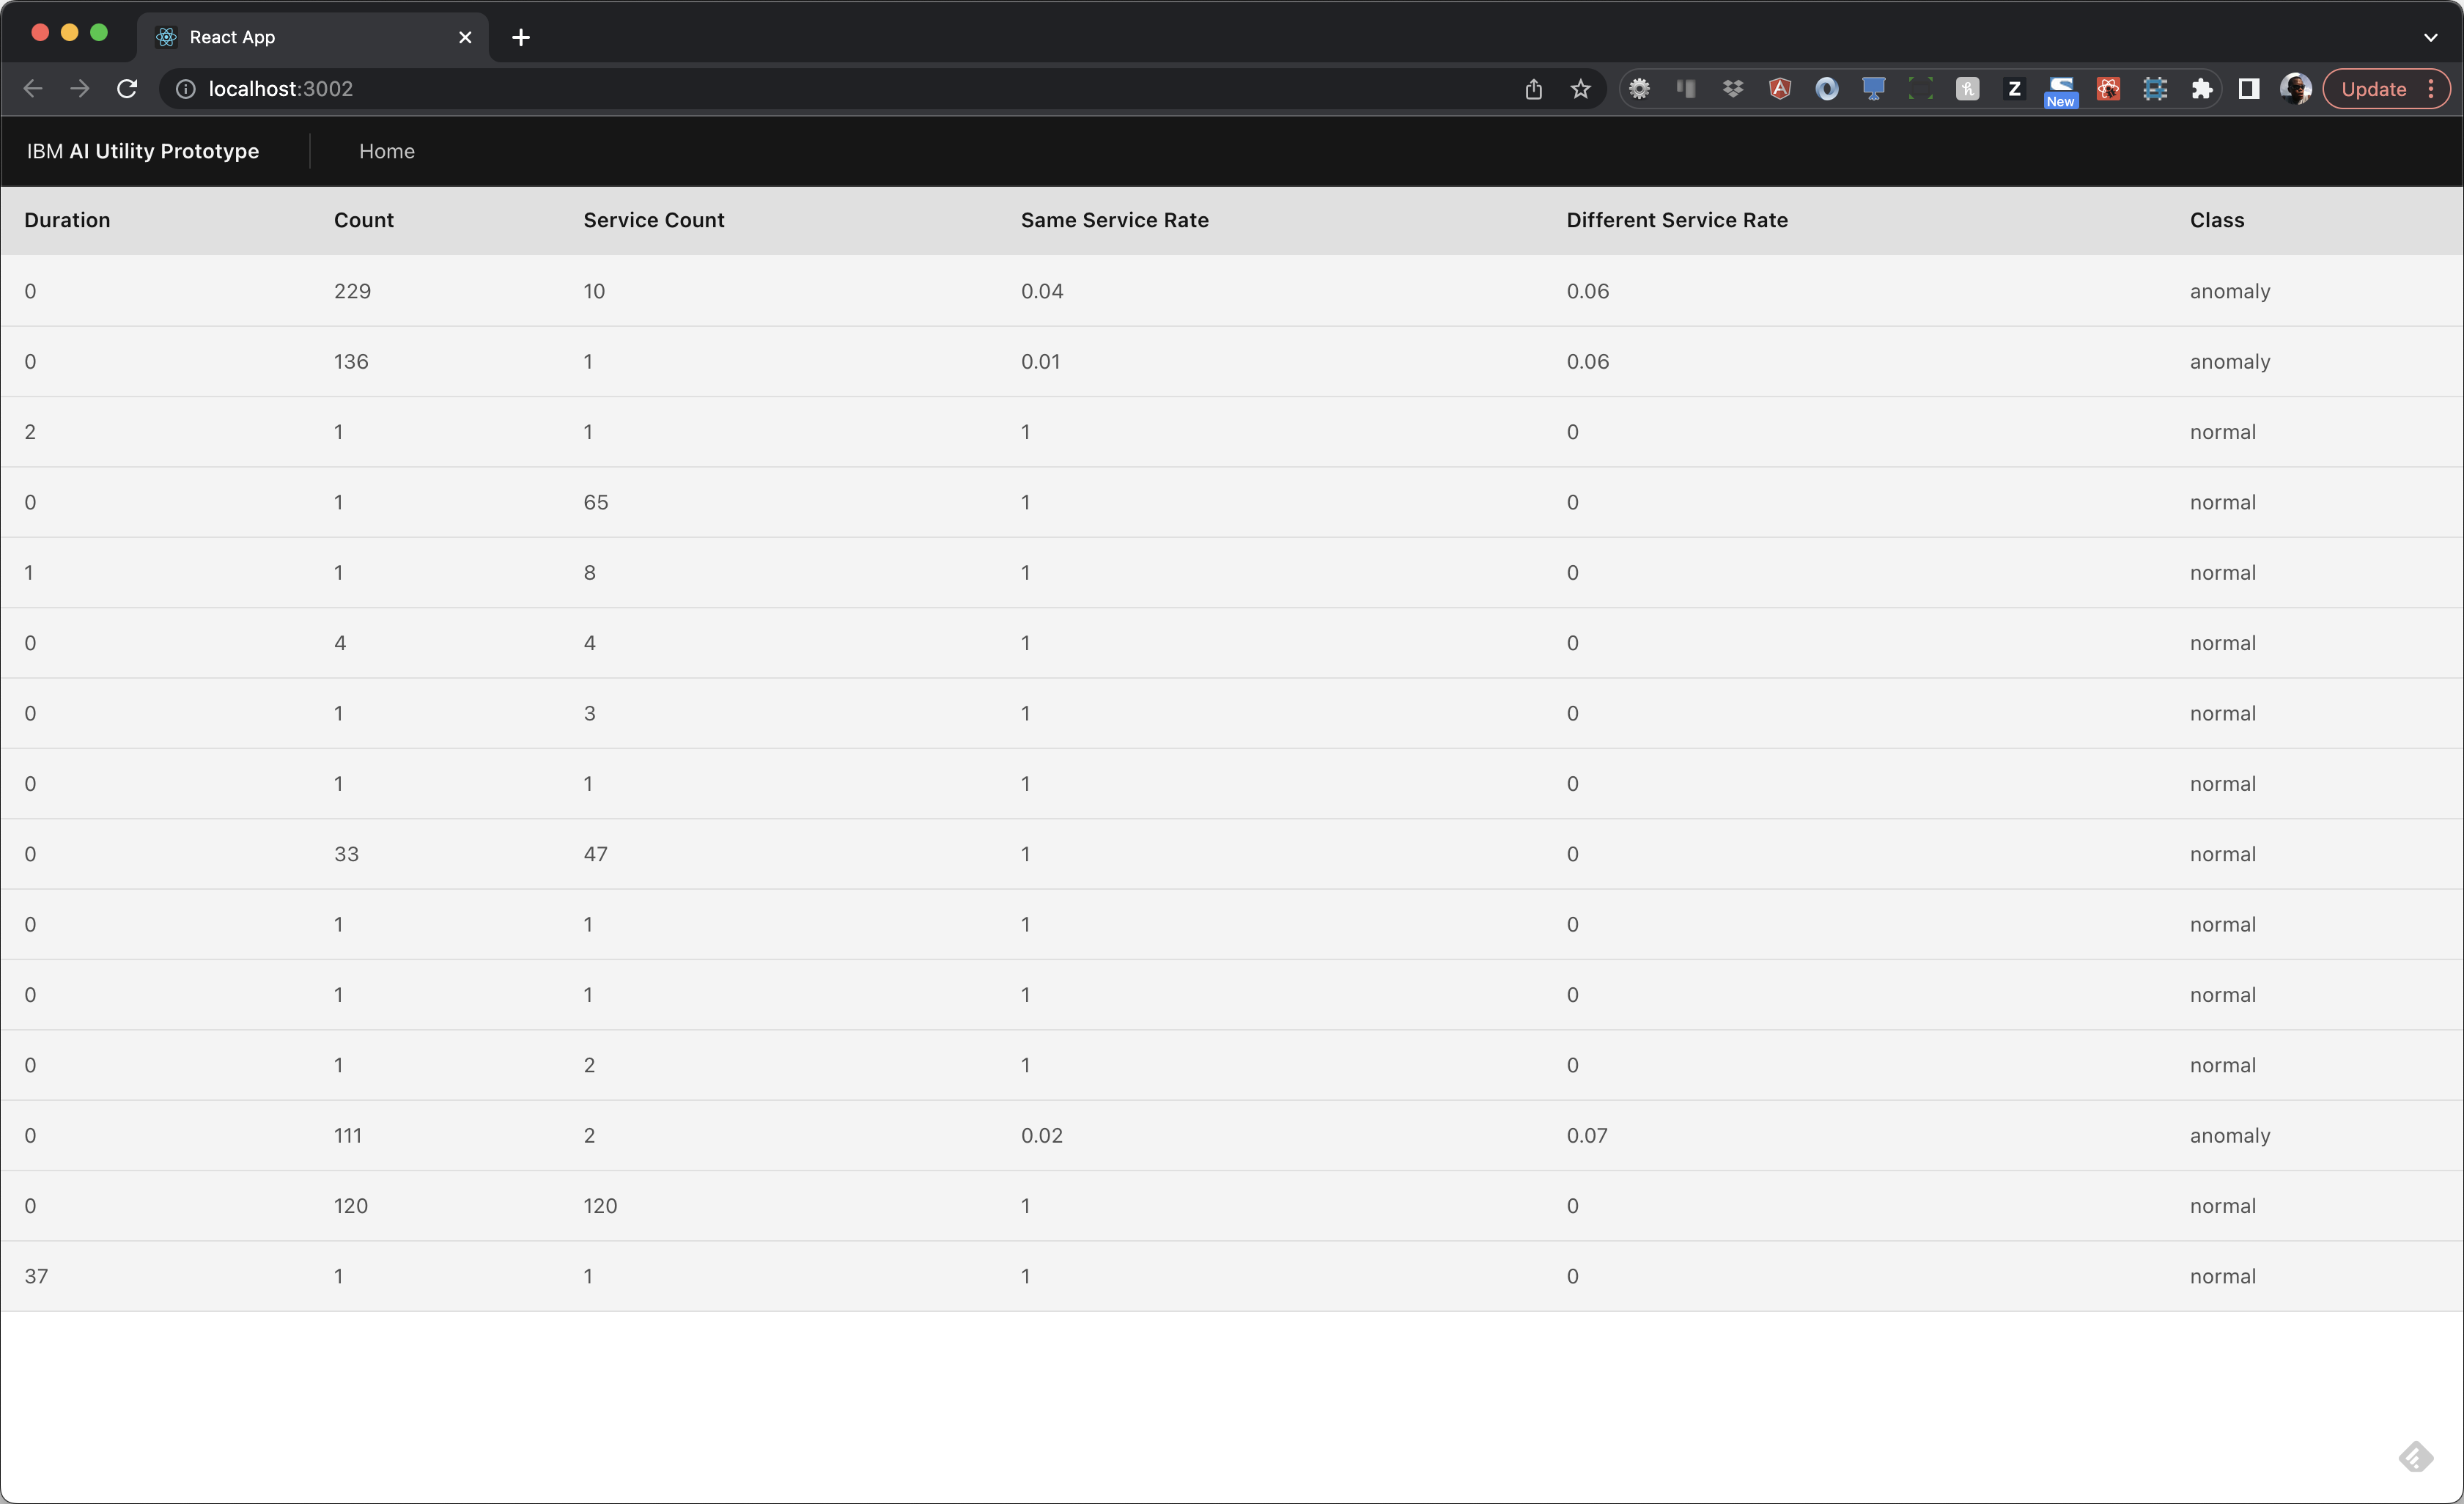 React App
localhost:3002
New
Update
IBM AI Utility Prototype Home
Duration Count Service Count Same Service Rate Different Service Rate Class
0 229 10 0.04 0.06 anomaly
0 136 1 0.01 0.06 anomaly
2 1 1 1 0 normal
0 1 65 1 0 normal
1 1 8 1 0 normal
0 4 4 1 0 normal
0 1 3 1 0 normal
0 1 1 1 0 normal
0 33 47 1 0 normal
0 1 1 1 0 normal
0 1 1 1 0 normal
0 1 2 1 0 normal
0 111 2 0.02 0.07 anomaly
0 120 120 1 0 normal
37 1 1 1 0 normal